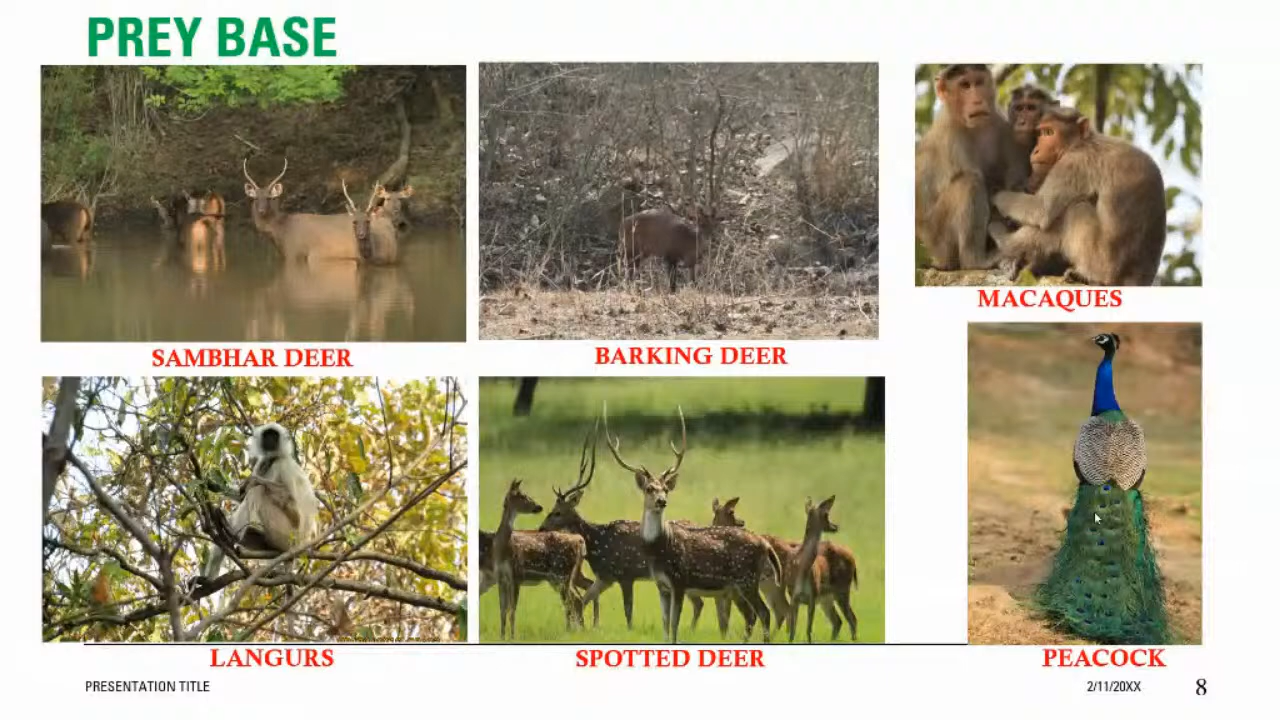 PREY BASE
SAMBHAR DEER
BARKING DEER
MACAQUES
LANGURS
SPOTTED DEER
PEACOCK
PRESENTATION TITLE
2/11/20XX
8